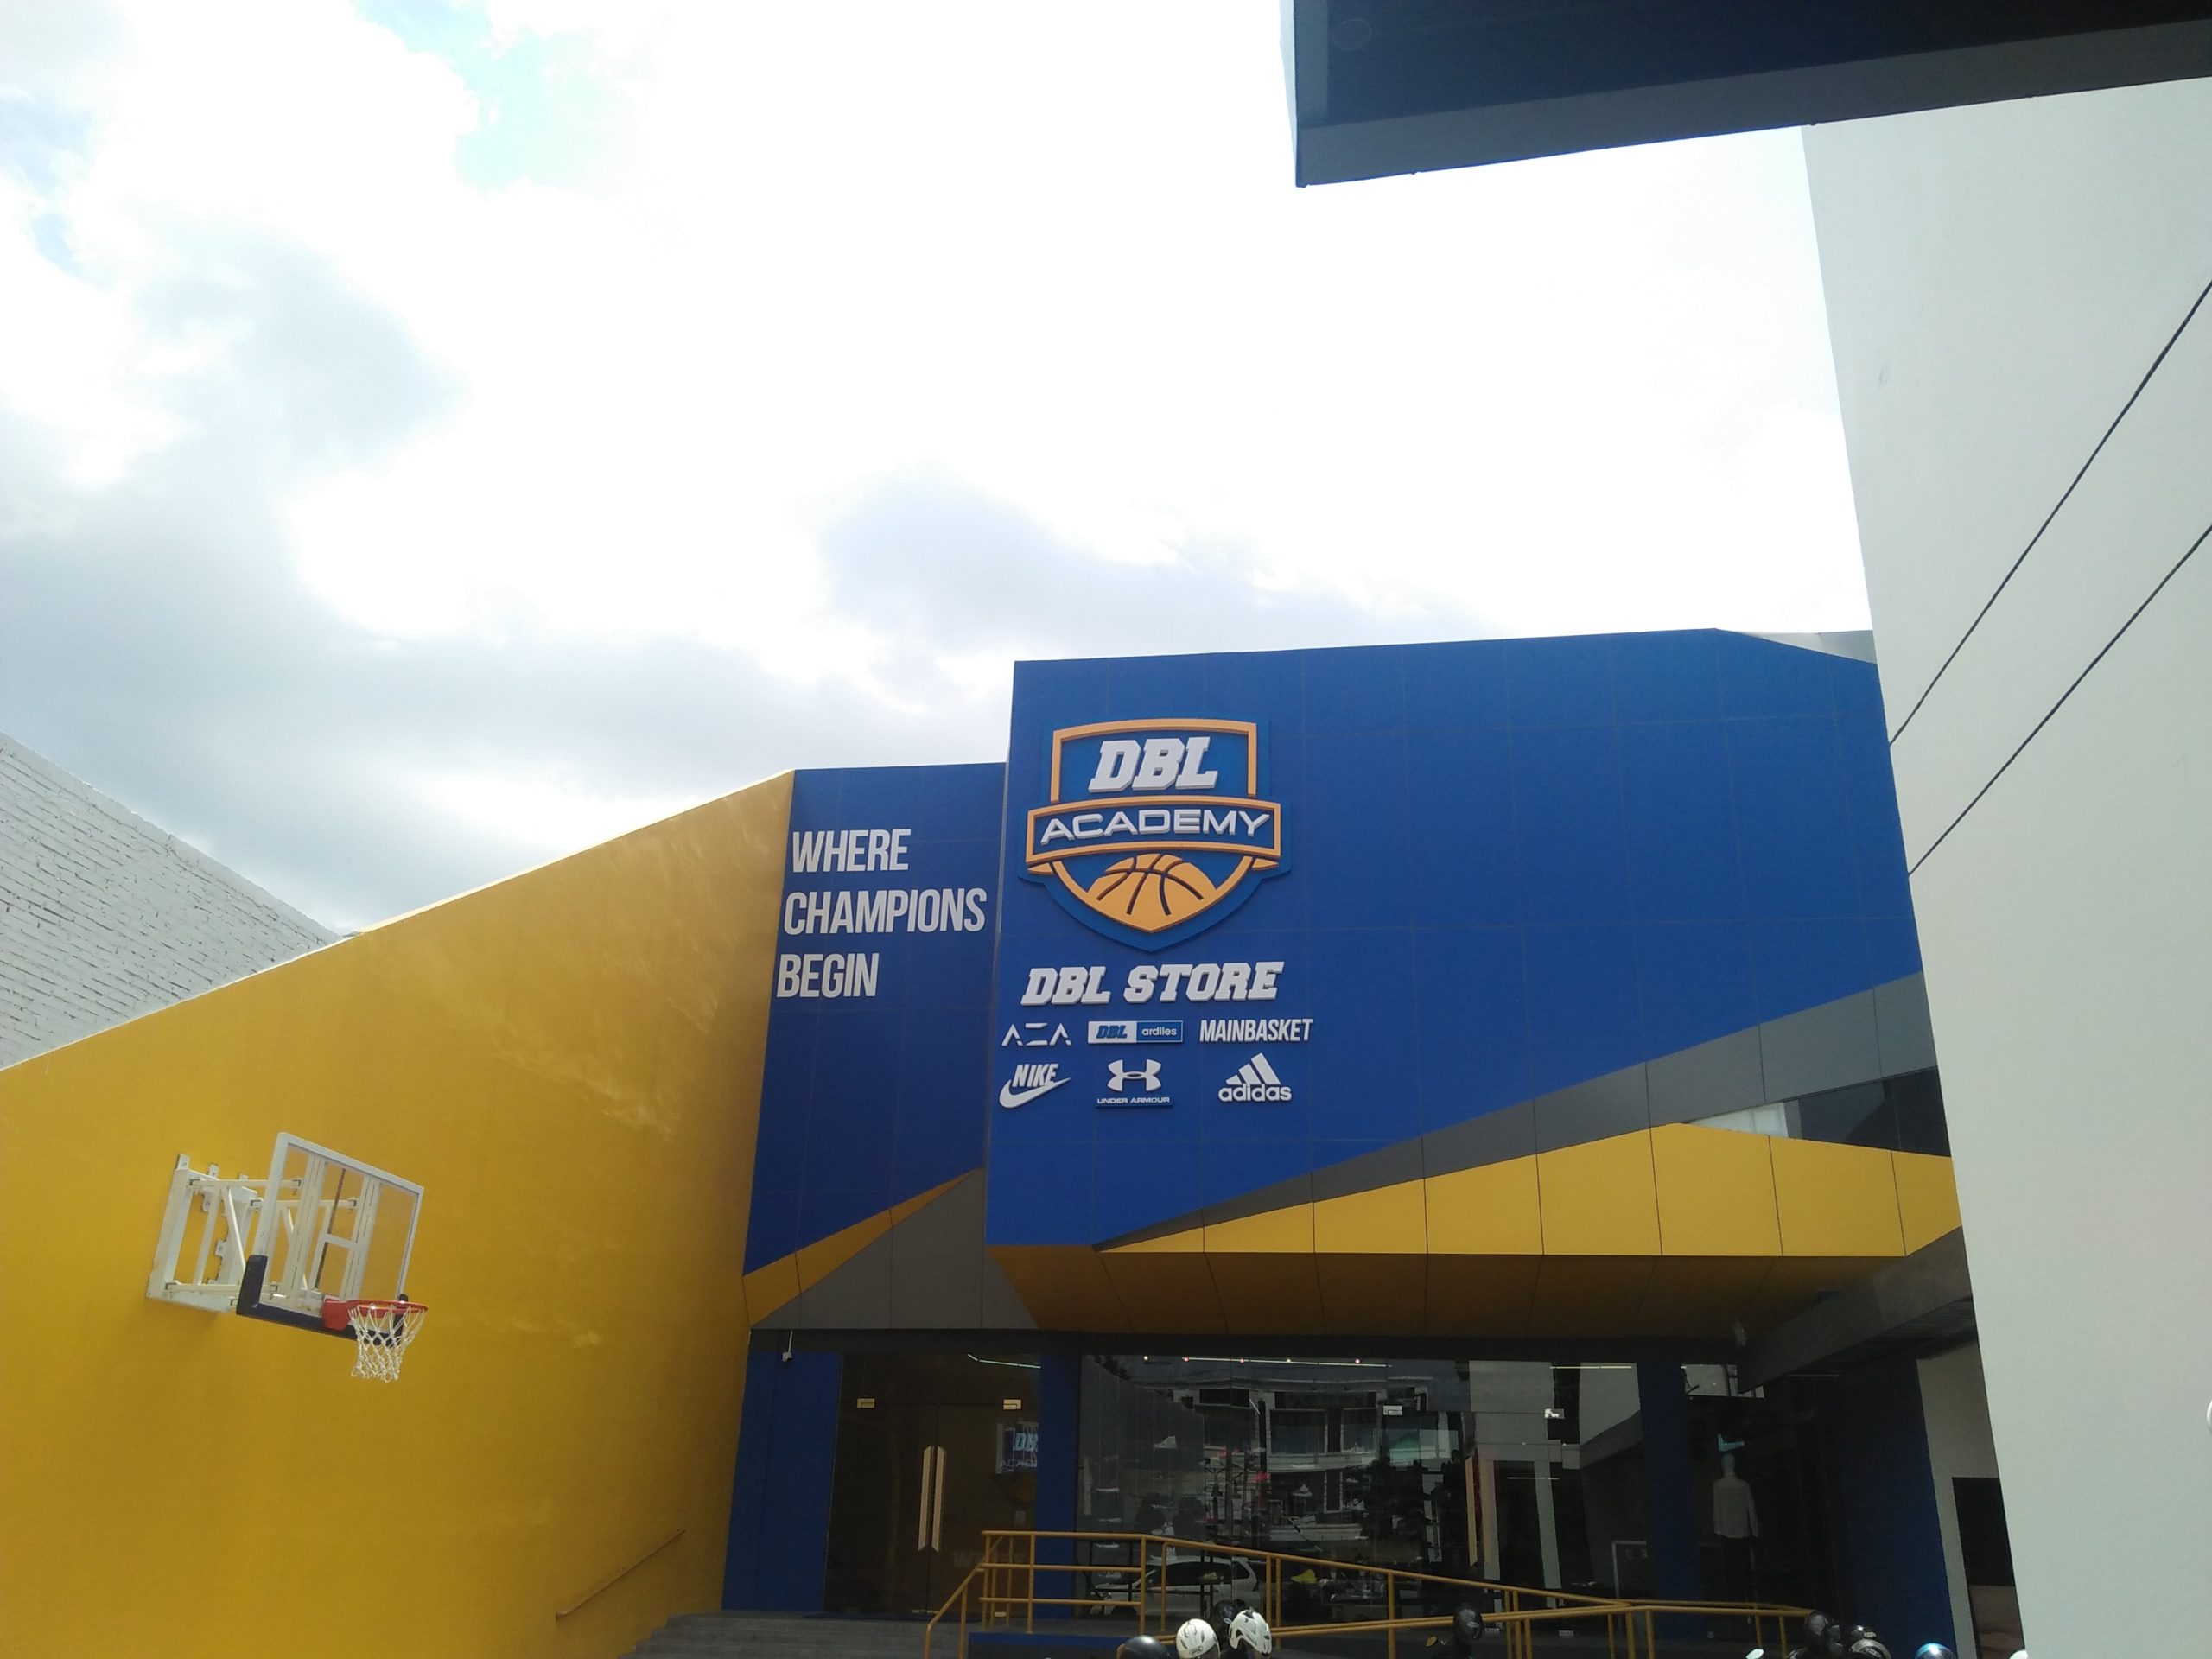 WHERE
CHAMPIONS
BEGIN
DBL
ACADEMY
DBL STORE
AZA DBL ardiles MAINBASKET
NIKE UNDER ARMOUR adidas